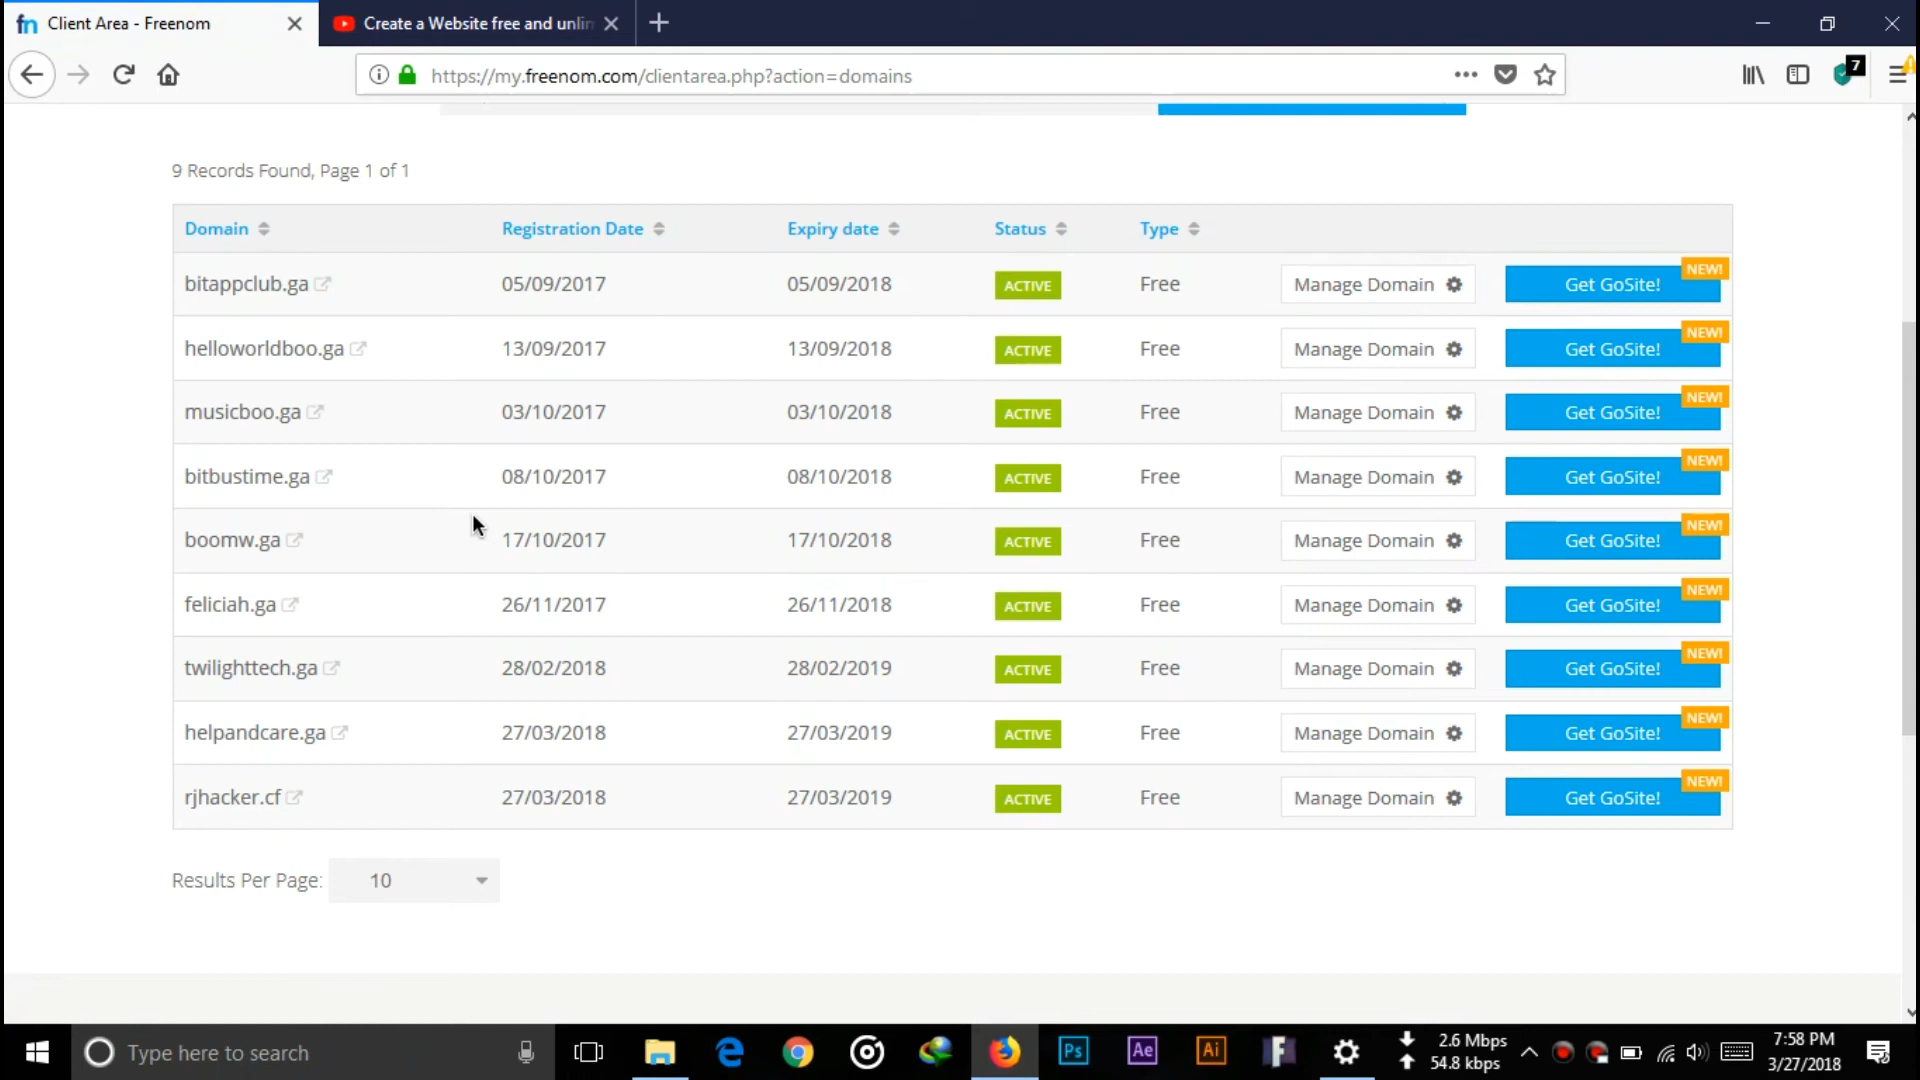 fn Client Area - Freenom
Create a Website free and unlim
https://my.freenom.com/clientarea.php?action=domains
7
9 Records Found, Page 1 of 1
Domain Registration Date Expiry date Status Type
bitappclub.ga 05/09/2017 05/09/2018 ACTIVE Free Manage Domain Get GoSite! NEW!
helloworldboo.ga 13/09/2017 13/09/2018 ACTIVE Free Manage Domain Get GoSite! NEW!
musicboo.ga 03/10/2017 03/10/2018 ACTIVE Free Manage Domain Get GoSite! NEW!
bitbustime.ga 08/10/2017 08/10/2018 ACTIVE Free Manage Domain Get GoSite! NEW!
boomw.ga 17/10/2017 17/10/2018 ACTIVE Free Manage Domain Get GoSite! NEW!
feliciah.ga 26/11/2017 26/11/2018 ACTIVE Free Manage Domain Get GoSite! NEW!
twilighttech.ga 28/02/2018 28/02/2019 ACTIVE Free Manage Domain Get GoSite! NEW!
helpandcare.ga 27/03/2018 27/03/2019 ACTIVE Free Manage Domain Get GoSite! NEW!
rjhacker.cf 27/03/2018 27/03/2019 ACTIVE Free Manage Domain Get GoSite! NEW!
Results Per Page: 10
Type here to search
Ps Ae Ai F
2.6 Mbps
54.8 kbps
7:58 PM
3/27/2018